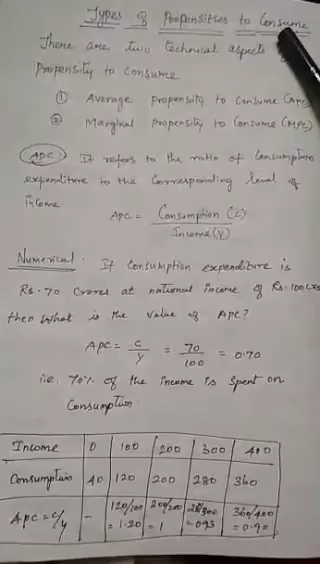 Types of Propensities to Consume
There are two technical aspects of
Propensity to Consume
① Average Propensity to Consume (APC)
② Marginal Propensity to Consume (MPC)
APC: It refers to the ratio of Consumption
expenditure to the Corresponding level of
income
APC = Consumption (C) / Income (Y)
Numerical. If Consumption expenditure is
Rs. 70 Crores at national income of Rs. 100 crs
then what is the value of APC?
APC = C/Y = 70/100 = 0.70
i.e. 70% of the income is Spent on
Consumption.
Income 0 100 200 300 400
Consumption 40 120 200 280 360
APC = C/Y - 120/100 = 1.20 200/200 = 1 280/300 = 0.93 360/400 = 0.90